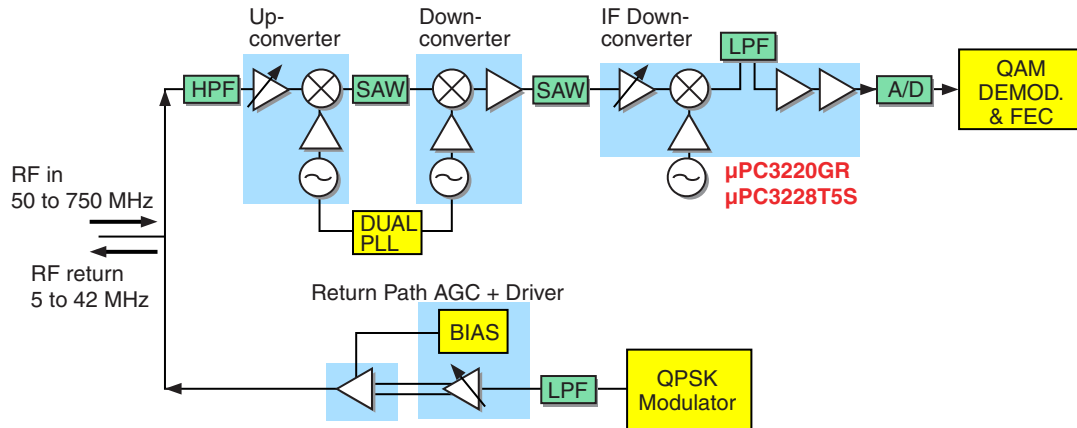 Up-
converter
Down-
converter
IF Down-
converter
LPF
HPF
SAW
SAW
A/D
QAM
DEMOD.
& FEC
µPC3220GR
µPC3228T5S
RF in
50 to 750 MHz
DUAL
PLL
RF return
5 to 42 MHz
Return Path AGC + Driver
BIAS
LPF
QPSK
Modulator